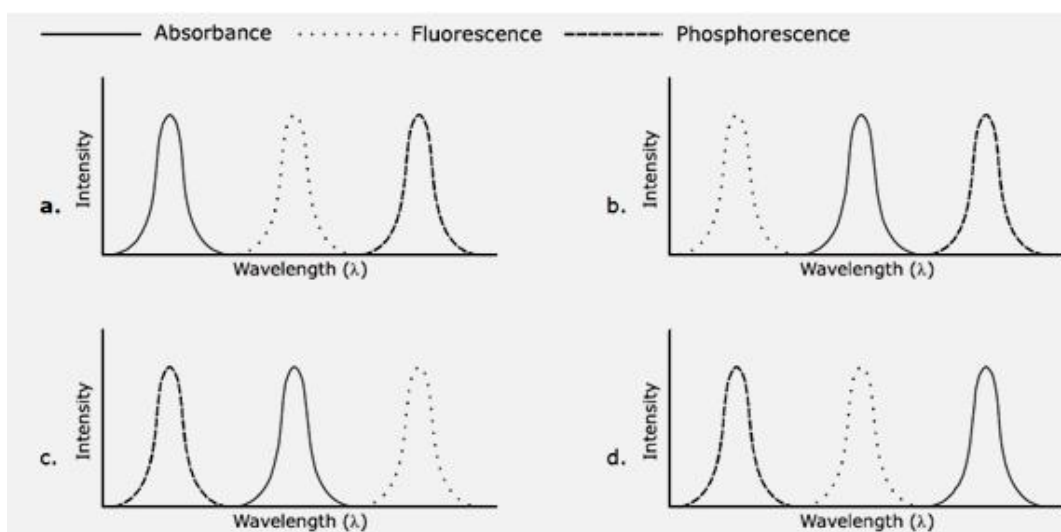 Absorbance Fluorescence Phosphorescence
Intensity
a.
Wavelength (λ)
Intensity
b.
Wavelength (λ)
Intensity
c.
Wavelength (λ)
Intensity
d.
Wavelength (λ)